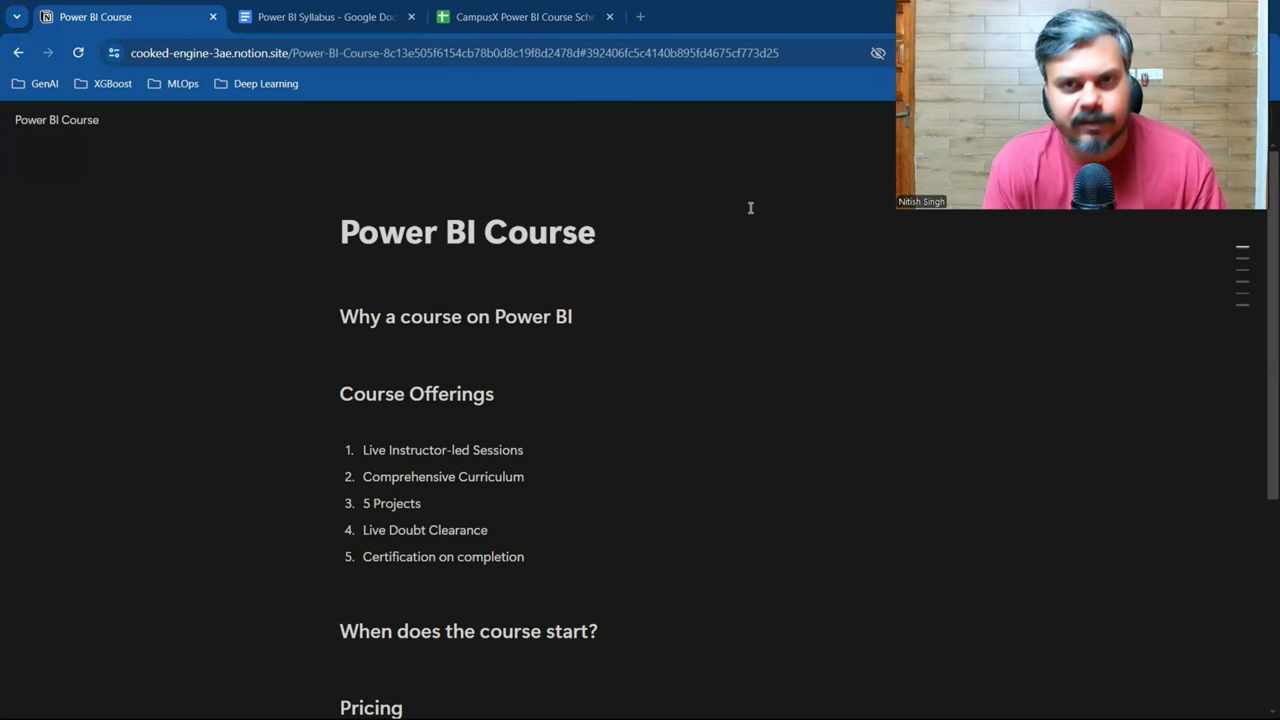 Power BI Course
Power BI Syllabus - Google Doc
CampusX Power BI Course Sche
cooked-engine-3ae.notion.site/Power-BI-Course-8c13e505f6154cb78b0d8c19f8d2478d#392406fc5c4140b895fd4675cf773d25
GenAI
XGBoost
MLOps
Deep Learning
Power BI Course
Nitish Singh
Power BI Course
Why a course on Power BI
Course Offerings
1. Live Instructor-led Sessions
2. Comprehensive Curriculum
3. 5 Projects
4. Live Doubt Clearance
5. Certification on completion
When does the course start?
Pricing